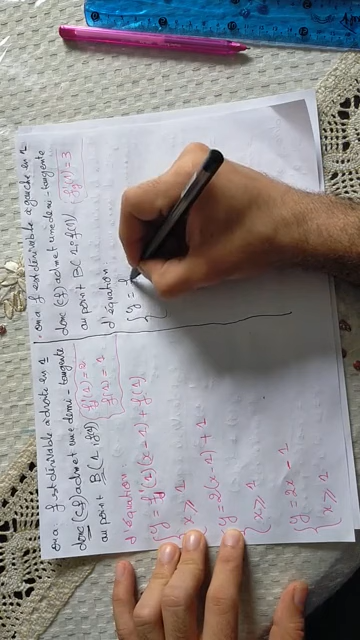 on a f est dérivable à droite en 1
donc (Cf) admet une demi-tangente
au point B(1, f(1)) f'd(1) = 2
f(1) = 1
d'équation
{ y = f'd(1)(x-1) + f(1)
x ⩾ 1
{ y = 2(x-1) + 1
x ⩾ 1
{ y = 2x - 1
x ⩾ 1
on a f est dérivable à gauche en 1
donc (Cf) admet une demi-tangente
au point B(1, f(1)) f'g(1) = 3
d'équation
{ y =